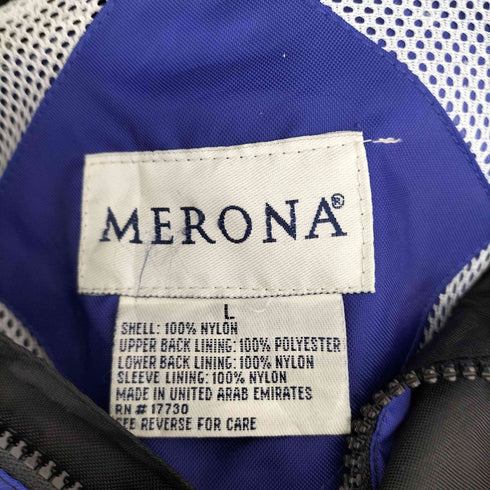 MERONA®
L
SHELL: 100% NYLON
UPPER BACK LINING: 100% POLYESTER
LOWER BACK LINING: 100% NYLON
SLEEVE LINING: 100% NYLON
MADE IN UNITED ARAB EMIRATES
RN # 17730
SEE REVERSE FOR CARE